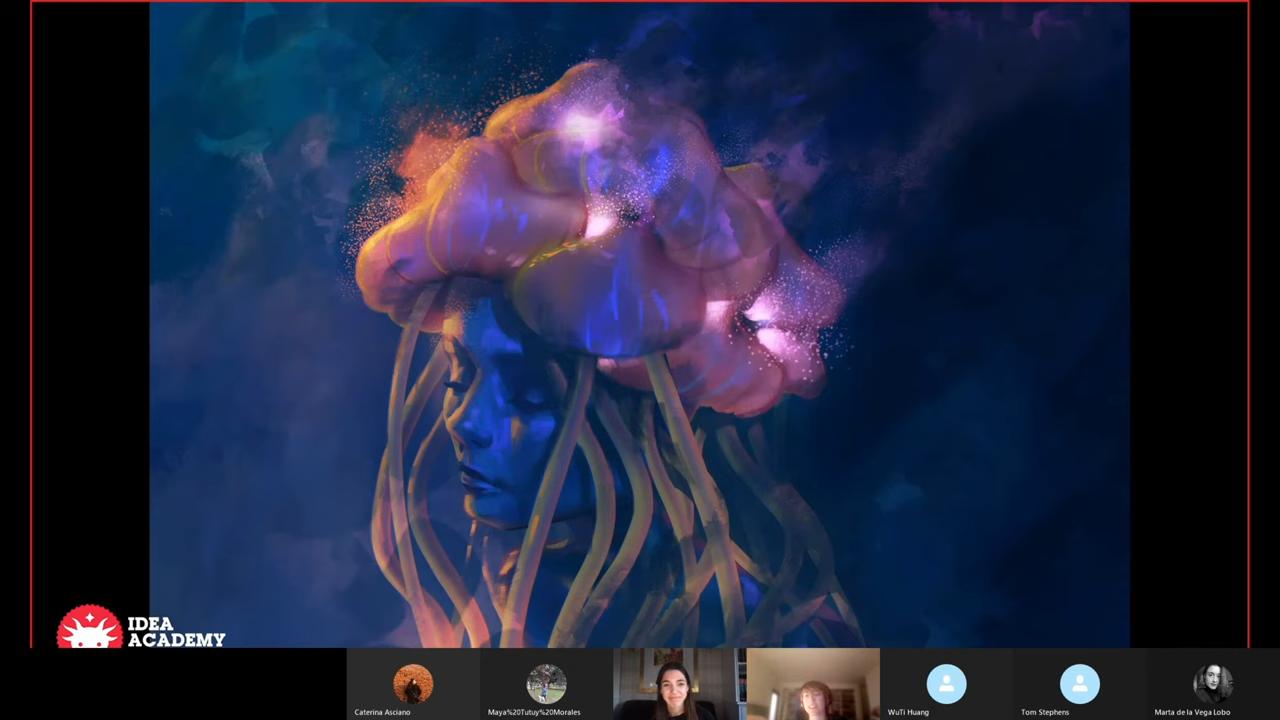 IDEA
ACADEMY
Caterina Asciano
Maya%20Tutuy%20Morales
WuTi Huang
Tom Stephens
Marta de la Vega Lobo